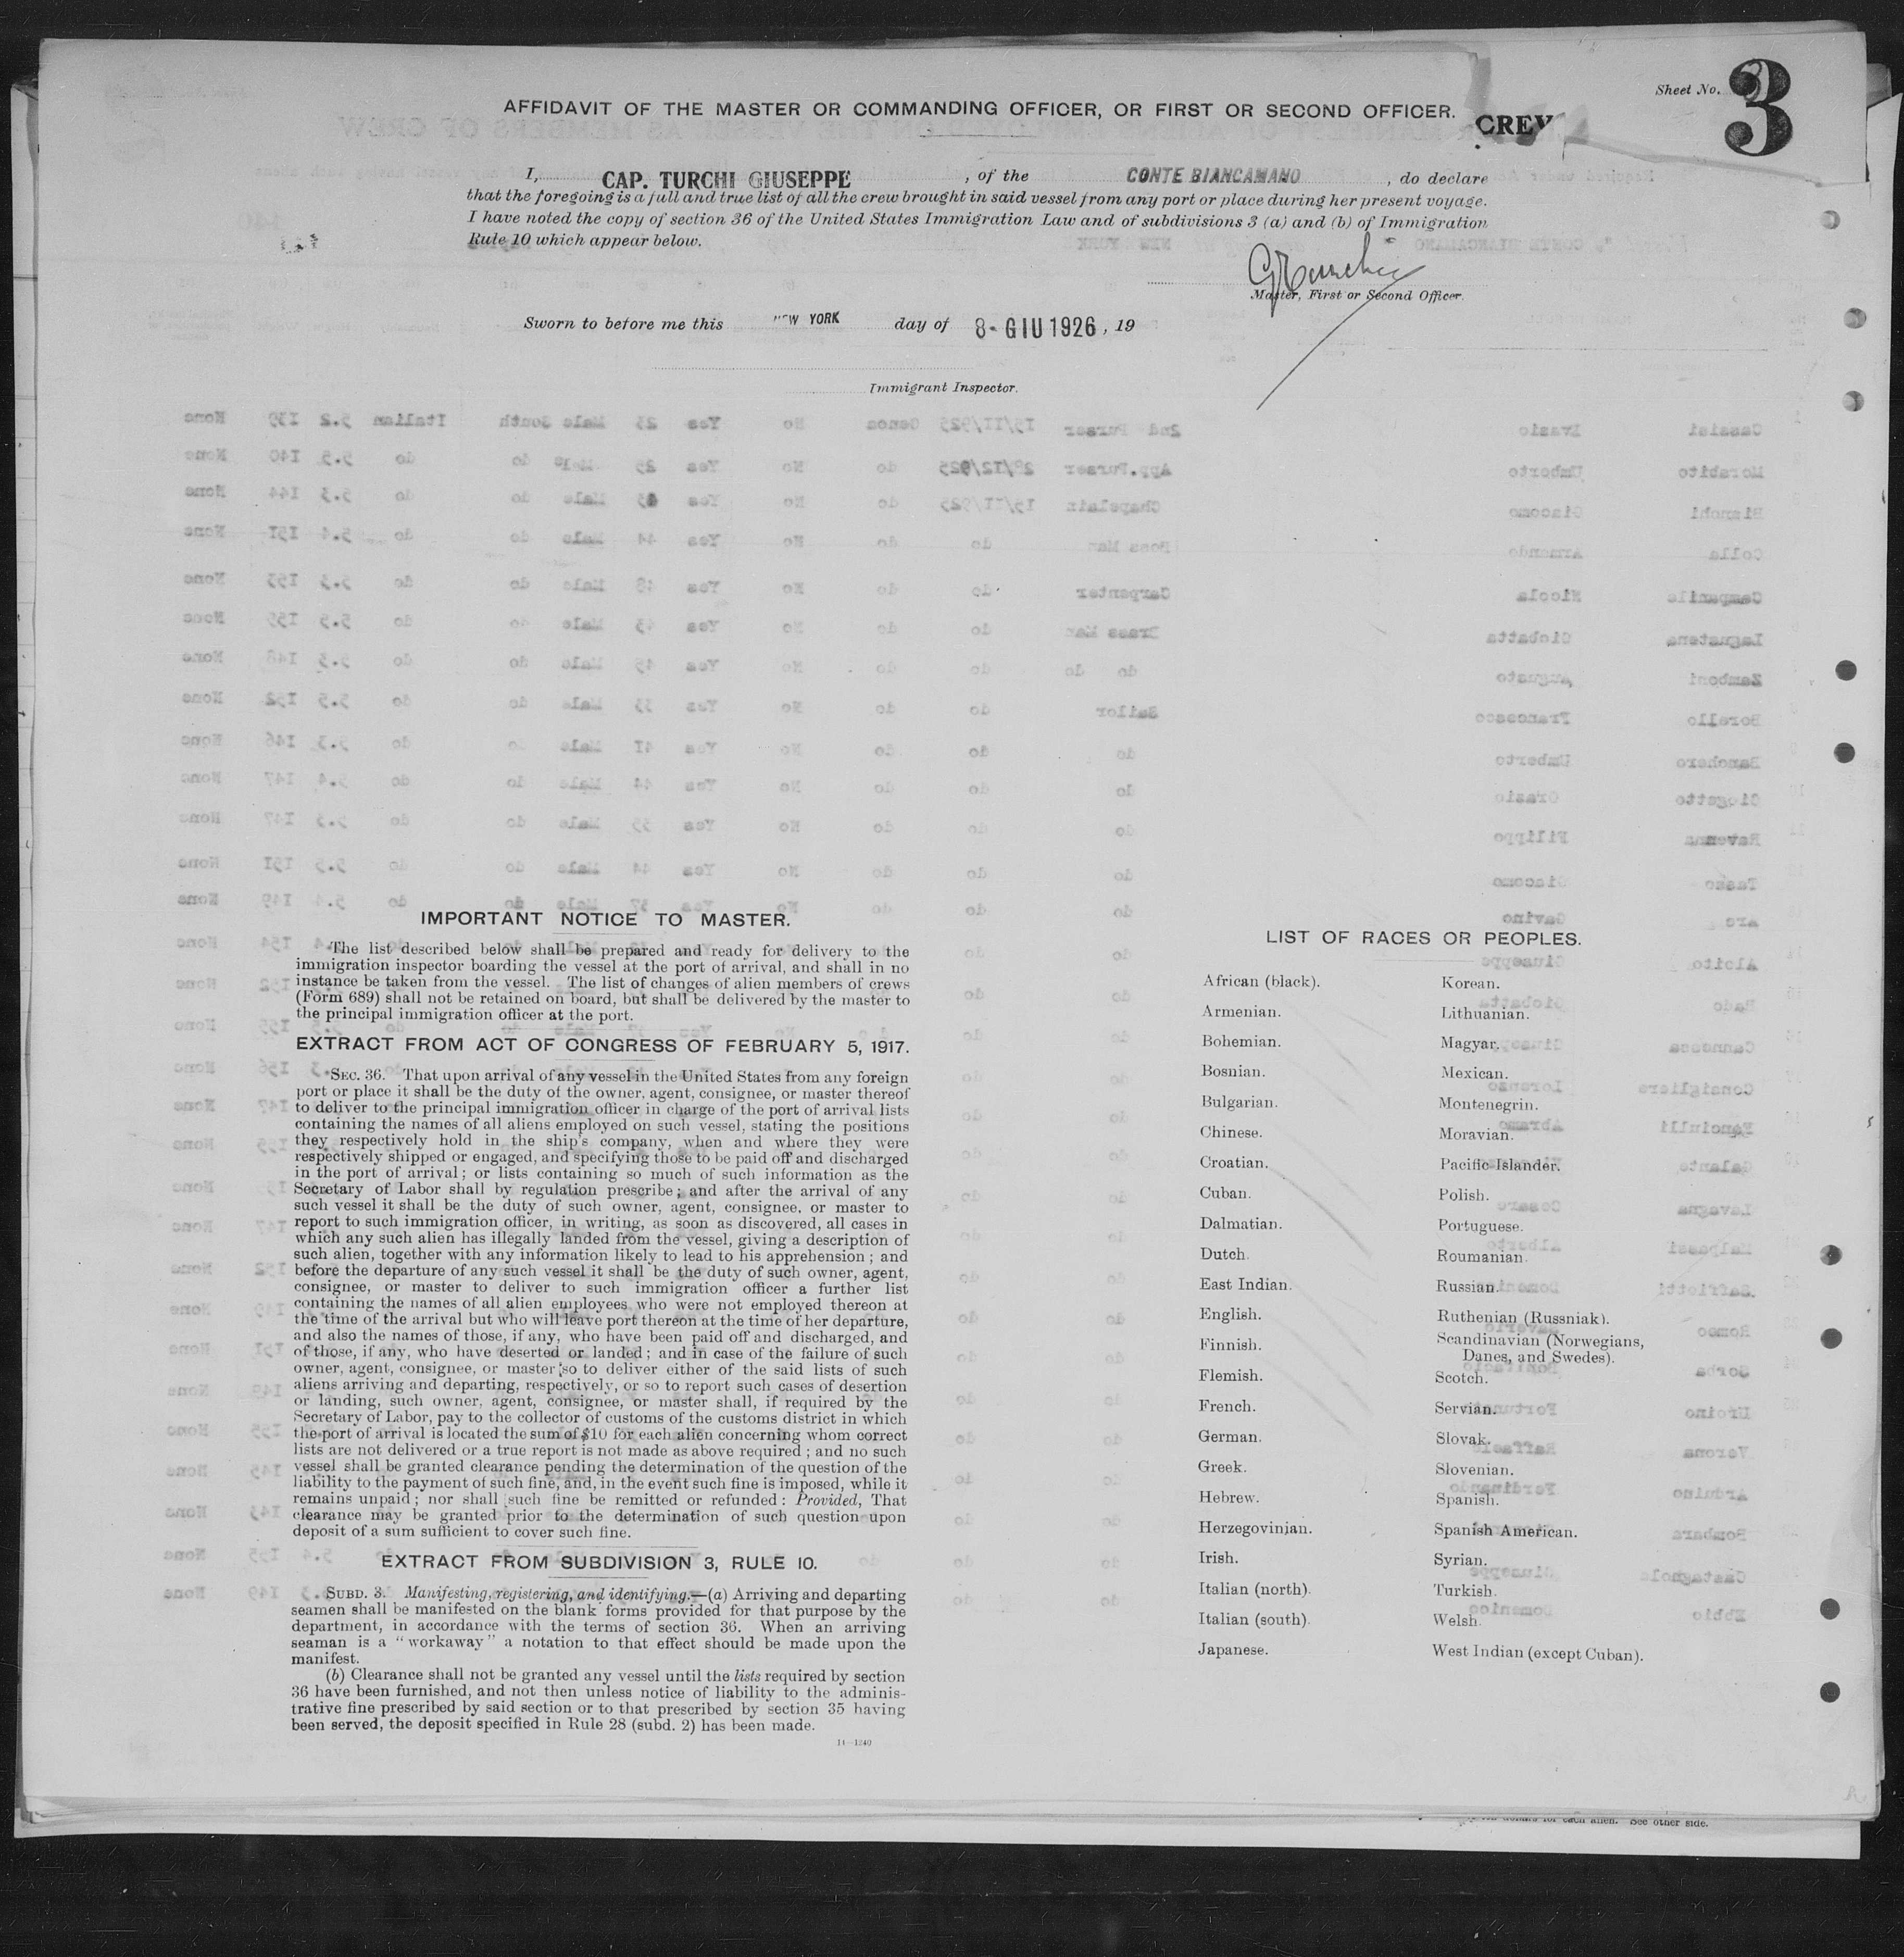 Sheet No. 3
AFFIDAVIT OF THE MASTER OR COMMANDING OFFICER, OR FIRST OR SECOND OFFICER.
CREW
I, CAP. TURCHI GIUSEPPE, of the CONTE BIANCAMANO, do declare
that the foregoing is a full and true list of all the crew brought in said vessel from any port or place during her present voyage.
I have noted the copy of section 36 of the United States Immigration Law and of subdivisions 3 (a) and (b) of Immigration
Rule 10 which appear below.
Master, First or Second Officer.
Sworn to before me this NEW YORK day of 8- GIU 1926, 19
Immigrant Inspector.
IMPORTANT NOTICE TO MASTER.
The list described below shall be prepared and ready for delivery to the
immigration inspector boarding the vessel at the port of arrival, and shall in no
instance be taken from the vessel. The list of changes of alien members of crews
(Form 689) shall not be retained on board, but shall be delivered by the master to
the principal immigration officer at the port.
EXTRACT FROM ACT OF CONGRESS OF FEBRUARY 5, 1917.
SEC. 36. That upon arrival of any vessel in the United States from any foreign
port or place it shall be the duty of the owner, agent, consignee, or master thereof
to deliver to the principal immigration officer in charge of the port of arrival lists
containing the names of all aliens employed on such vessel, stating the positions
they respectively hold in the ship's company, when and where they were
respectively shipped or engaged, and specifying those to be paid off and discharged
in the port of arrival; or lists containing so much of such information as the
Secretary of Labor shall by regulation prescribe; and after the arrival of any
such vessel it shall be the duty of such owner, agent, consignee, or master to
report to such immigration officer, in writing, as soon as discovered, all cases in
which any such alien has illegally landed from the vessel, giving a description of
such alien, together with any information likely to lead to his apprehension; and
before the departure of any such vessel it shall be the duty of such owner, agent,
consignee, or master to deliver to such immigration officer a further list
containing the names of all alien employees who were not employed thereon at
the time of the arrival but who will leave port thereon at the time of her departure,
and also the names of those, if any, who have been paid off and discharged, and
of those, if any, who have deserted or landed; and in case of the failure of such
owner, agent, consignee, or master so to deliver either of the said lists of such
aliens arriving and departing, respectively, or so to report such cases of desertion
or landing, such owner, agent, consignee, or master shall, if required by the
Secretary of Labor, pay to the collector of customs of the customs district in which
the port of arrival is located the sum of $10 for each alien concerning whom correct
lists are not delivered or a true report is not made as above required; and no such
vessel shall be granted clearance pending the determination of the question of the
liability to the payment of such fine, and, in the event such fine is imposed, while it
remains unpaid; nor shall such fine be remitted or refunded: Provided, That
clearance may be granted prior to the determination of such question upon
deposit of a sum sufficient to cover such fine.
EXTRACT FROM SUBDIVISION 3, RULE 10.
SUBD. 3. Manifesting, registering, and identifying.—(a) Arriving and departing
seamen shall be manifested on the blank forms provided for that purpose by the
department, in accordance with the terms of section 36. When an arriving
seaman is a "workaway" a notation to that effect should be made upon the
manifest.
(b) Clearance shall not be granted any vessel until the lists required by section
36 have been furnished, and not then unless notice of liability to the adminis-
trative fine prescribed by said section or to that prescribed by section 35 having
been served, the deposit specified in Rule 28 (subd. 2) has been made.
14—1240
LIST OF RACES OR PEOPLES.
African (black).
Armenian.
Bohemian.
Bosnian.
Bulgarian.
Chinese.
Croatian.
Cuban.
Dalmatian.
Dutch.
East Indian.
English.
Finnish.
Flemish.
French.
German.
Greek.
Hebrew.
Herzegovinian.
Irish.
Italian (north).
Italian (south).
Japanese.
Korean.
Lithuanian.
Magyar.
Mexican.
Montenegrin.
Moravian.
Pacific Islander.
Polish.
Portuguese.
Roumanian.
Russian.
Ruthenian (Russniak).
Scandinavian (Norwegians,
Danes, and Swedes).
Scotch.
Servian.
Slovak.
Slovenian.
Spanish.
Spanish American.
Syrian.
Turkish.
Welsh.
West Indian (except Cuban).
for each alien. See other side.